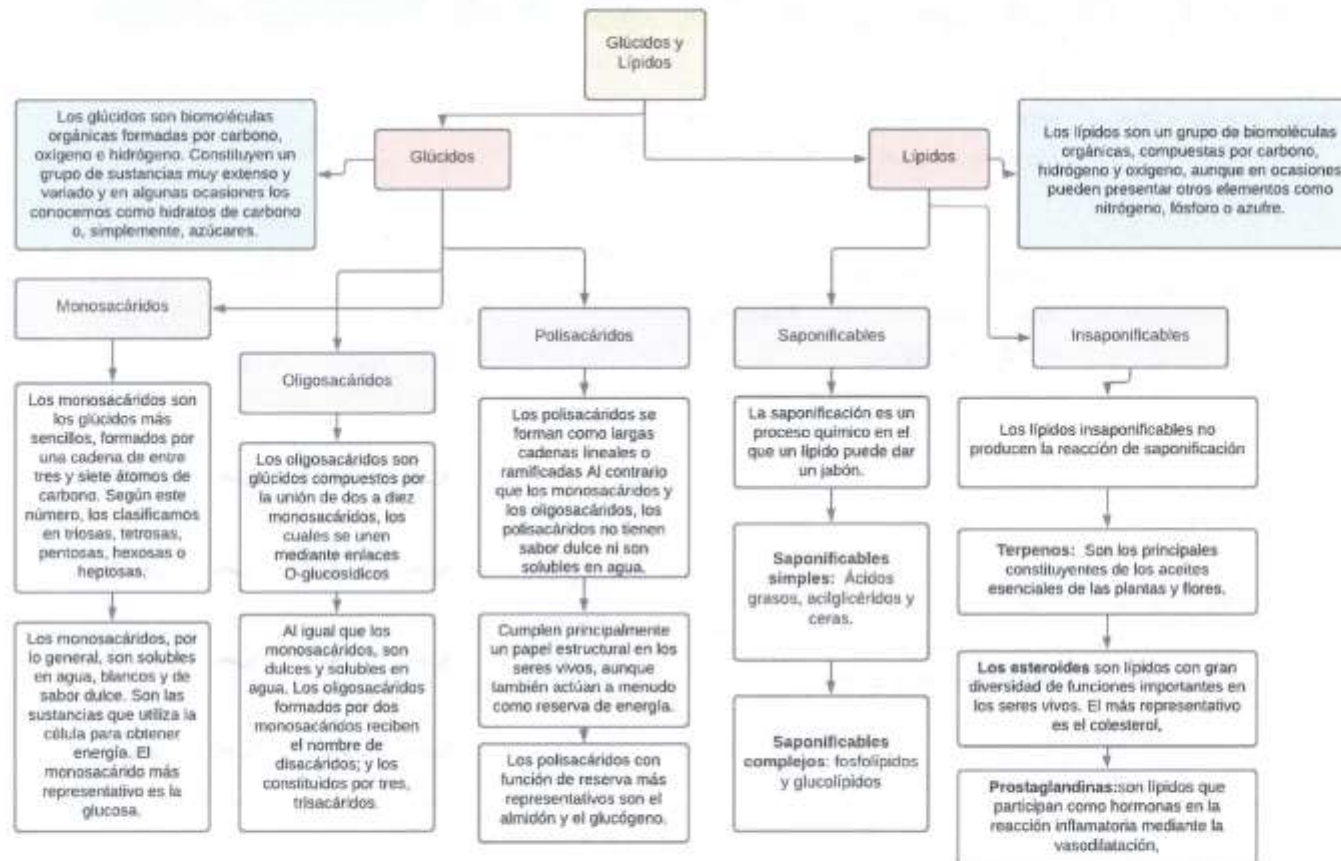 Glúcidos y
Lípidos
Los glúcidos son biomoléculas
orgánicas formadas por carbono,
oxígeno e hidrógeno. Constituyen un
grupo de sustancias muy extenso y
variado y en algunas ocasiones los
conocemos como hidratos de carbono
o, simplemente, azúcares.
Glúcidos
Lípidos
Los lípidos son un grupo de biomoléculas
orgánicas, compuestas por carbono,
hidrógeno y oxígeno, aunque en ocasiones
pueden presentar otros elementos como
nitrógeno, fósforo o azufre.
Monosacáridos
Los monosacáridos son
los glúcidos más
sencillos, formados por
una cadena de entre
tres y siete átomos de
carbono. Según este
número, los clasificamos
en triosas, tetrosas,
pentosas, hexosas o
heptosas.
Los monosacáridos, por
lo general, son solubles
en agua, blancos y de
sabor dulce. Son las
sustancias que utiliza la
célula para obtener
energía. El
monosacárido más
representativo es la
glucosa.
Oligosacáridos
Los oligosacáridos son
glúcidos compuestos por
la unión de dos a diez
monosacáridos, los
cuales se unen
mediante enlaces
O-glucosídicos
Al igual que los
monosacáridos, son
dulces y solubles en
agua. Los oligosacáridos
formados por dos
monosacáridos reciben
el nombre de
disacáridos; y los
constituidos por tres,
trisacáridos.
Polisacáridos
Los polisacáridos se
forman como largas
cadenas lineales o
ramificadas Al contrario
que los monosacáridos y
los oligosacáridos, los
polisacáridos no tienen
sabor dulce ni son
solubles en agua.
Cumplen principalmente
un papel estructural en los
seres vivos, aunque
también actúan a menudo
como reserva de energía.
Los polisacáridos con
función de reserva más
representativos son el
almidón y el glucógeno.
Saponificables
La saponificación es un
proceso químico en el
que un lípido puede dar
un jabón.
Saponificables
simples: Ácidos
grasos, acilglicéridos y
ceras.
Saponificables
complejos: fosfolípidos
y glucolípidos
Insaponificables
Los lípidos insaponificables no
producen la reacción de saponificación
Terpenos: Son los principales
constituyentes de los aceites
esenciales de las plantas y flores.
Los esteroides son lípidos con gran
diversidad de funciones importantes en
los seres vivos. El más representativo
es el colesterol.
Prostaglandinas:son lípidos que
participan como hormonas en la
reacción inflamatoria mediante la
vasodilatación,